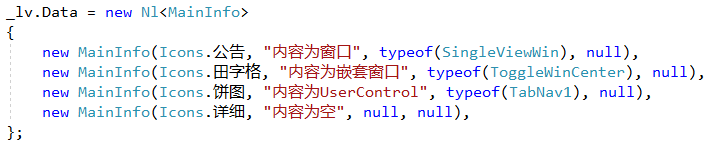 _lv.Data = new Nl<MainInfo>
{
    new MainInfo(Icons.公告, "内容为窗口", typeof(SingleViewWin), null),
    new MainInfo(Icons.田字格, "内容为嵌套窗口", typeof(ToggleWinCenter), null),
    new MainInfo(Icons.饼图, "内容为UserControl", typeof(TabNav1), null),
    new MainInfo(Icons.详细, "内容为空", null, null),
};